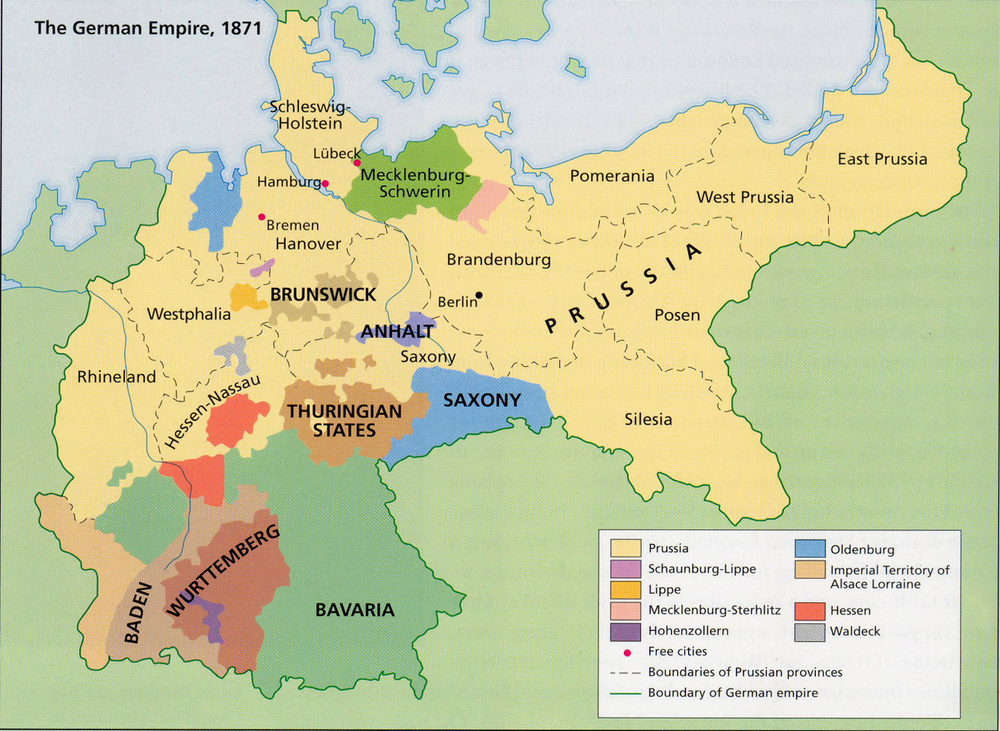 The German Empire, 1871
Schleswig-
Holstein
Lübeck
Hamburg
Mecklenburg-
Schwerin
Bremen
Hanover
Pomerania
East Prussia
West Prussia
Brandenburg
Berlin
PRUSSIA
Posen
BRUNSWICK
Westphalia
ANHALT
Saxony
Rhineland
Hessen-Nassau
THURINGIAN
STATES
SAXONY
Silesia
WURTTEMBERG
BADEN
BAVARIA
Prussia
Schaunburg-Lippe
Lippe
Mecklenburg-Sterhlitz
Hohenzollern
Free cities
Boundaries of Prussian provinces
Boundary of German empire
Oldenburg
Imperial Territory of
Alsace Lorraine
Hessen
Waldeck